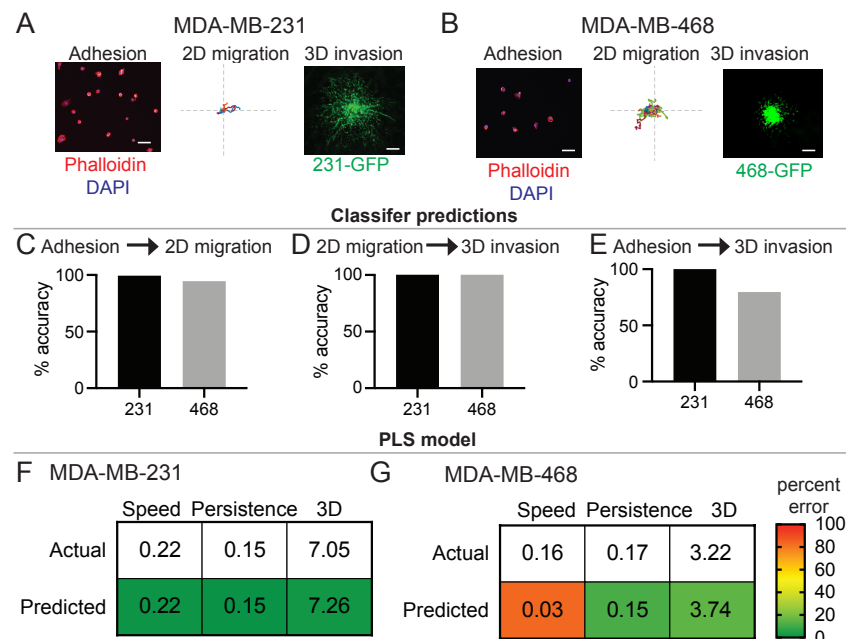 A MDA-MB-231
Adhesion 2D migration 3D invasion
Phalloidin
DAPI
231-GFP
B MDA-MB-468
Adhesion 2D migration 3D invasion
Phalloidin
DAPI
468-GFP
Classifer predictions
C Adhesion → 2D migration
% accuracy
100
50
0
231 468
D 2D migration → 3D invasion
% accuracy
100
50
0
231 468
E Adhesion → 3D invasion
% accuracy
100
50
0
231 468
PLS model
F MDA-MB-231
Speed Persistence 3D
Actual 0.22 0.15 7.05
Predicted 0.22 0.15 7.26
G MDA-MB-468
Speed Persistence 3D
Actual 0.16 0.17 3.22
Predicted 0.03 0.15 3.74
percent
error
100
80
60
40
20
0